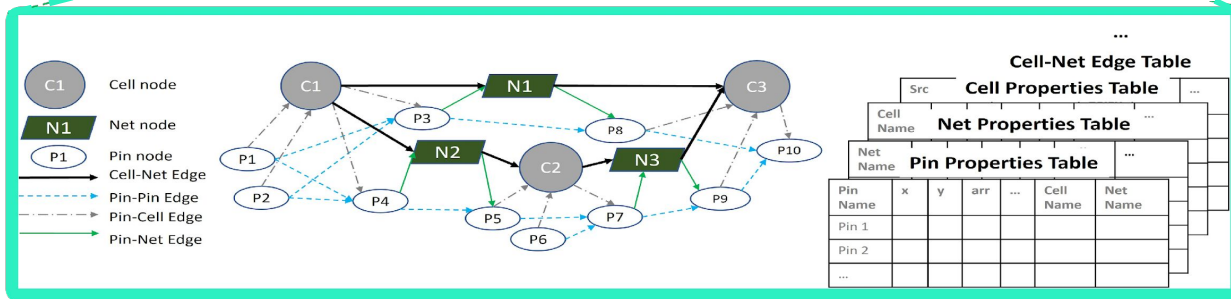 C1 Cell node
N1 Net node
P1 Pin node
Cell-Net Edge
Pin-Pin Edge
Pin-Cell Edge
Pin-Net Edge
C1
N1
C3
P3
P8
P1
N2
N3
P10
C2
P2
P4
P5
P7
P9
P6
...
Cell-Net Edge Table
Src ...
Cell Properties Table
Cell Name ...
Net Properties Table
Net Name ...
Pin Properties Table
Pin Name x y arr ... Cell Name Net Name
Pin 1
Pin 2
...